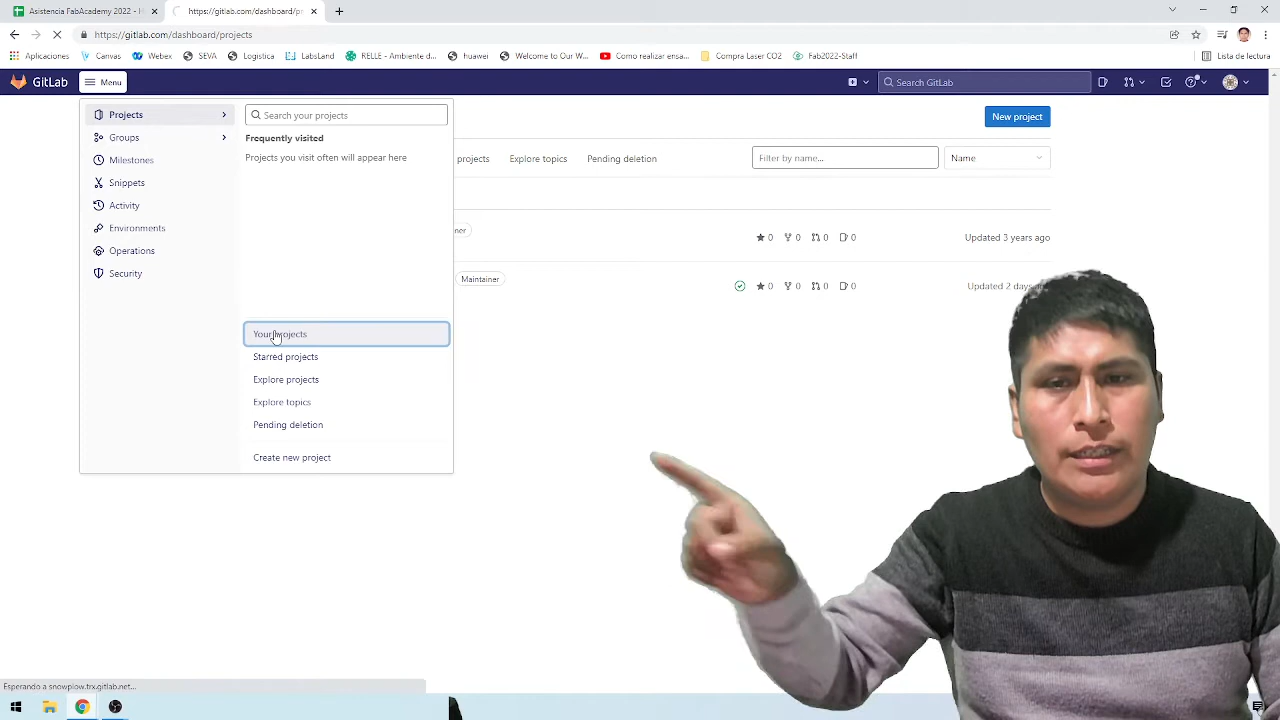 Asistencia FabAcademy 2022 - H
https://gitlab.com/dashboard/pr
https://gitlab.com/dashboard/projects
Aplicaciones
Canvas
Webex
SEVA
Logistica
LabsLand
RELLE - Ambiente d...
huawer
Welcome to Our W...
Como realizar ensa...
Compra Laser CO2
Fab2022-Staff
Lista de lectura
GitLab
Menu
Search GitLab
Projects
Search your projects
New project
Groups
Frequently visited
Milestones
Projects you visit often will appear here
projects
Explore topics
Pending deletion
Filter by name...
Name
Snippets
Activity
Environments
ner
0 0 0 0
Updated 3 years ago
Operations
Security
Maintainer
0 0 0 0
Updated 2 days
Your projects
Starred projects
Explore projects
Explore topics
Pending deletion
Create new project
Esperando a snowplow.trx.gitlab.net...